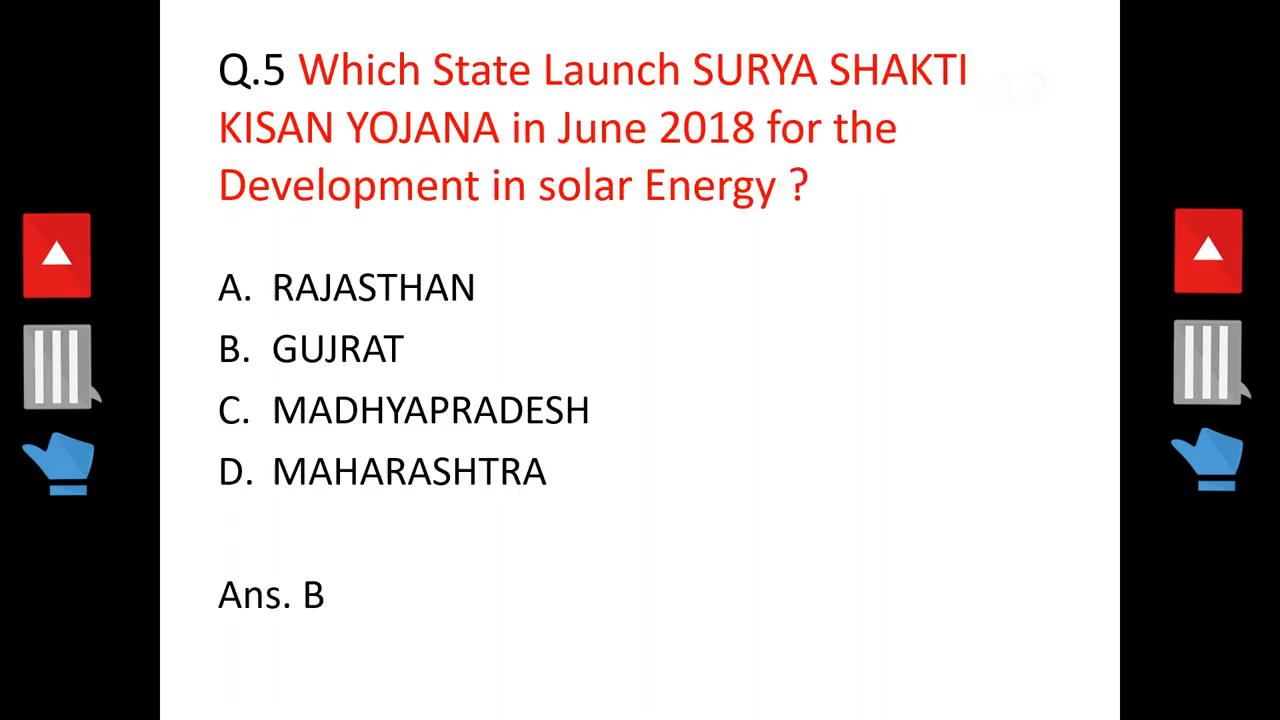 Q.5 Which State Launch SURYA SHAKTI
KISAN YOJANA in June 2018 for the
Development in solar Energy ?
A. RAJASTHAN
B. GUJRAT
C. MADHYAPRADESH
D. MAHARASHTRA
Ans. B